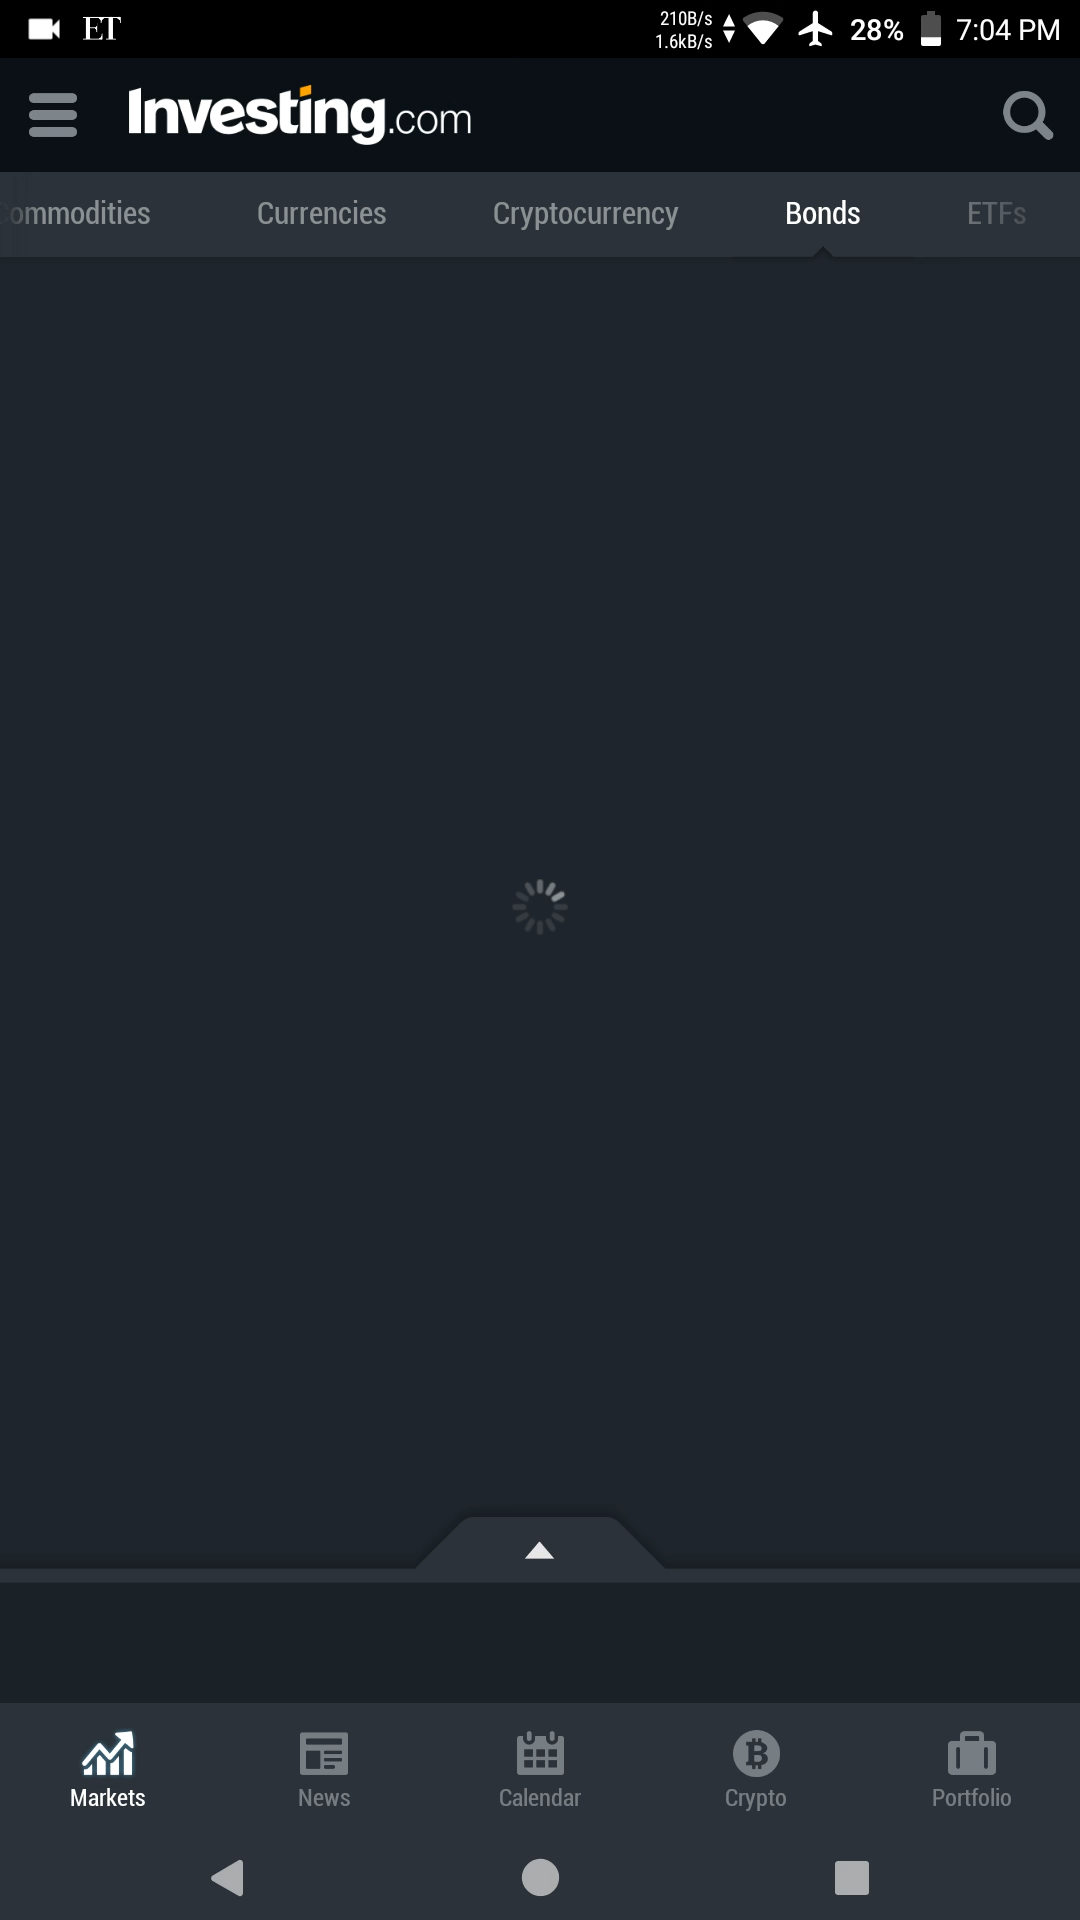 ET 210B/s 28% 7:04 PM
1.6kB/s
Investing.com
ommodities Currencies Cryptocurrency Bonds ETFs
Markets News Calendar Crypto Portfolio